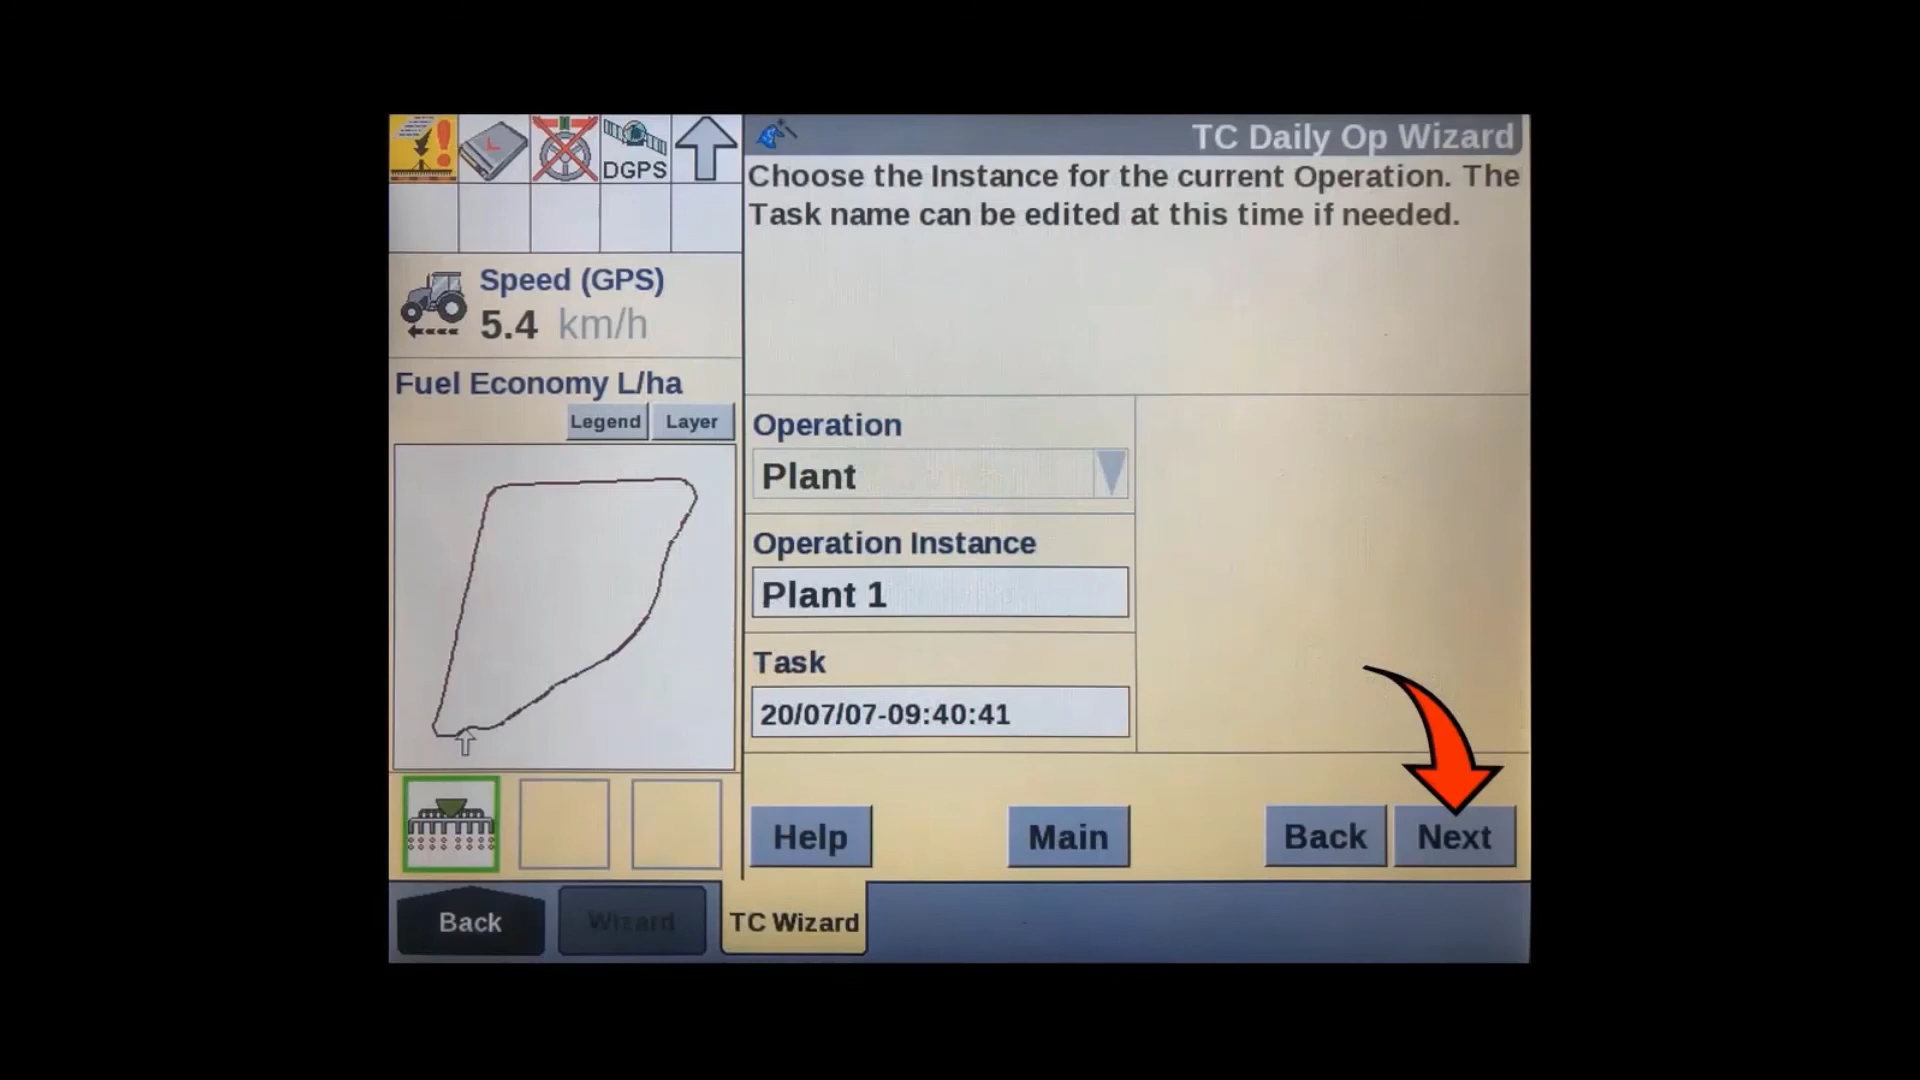 DGPS
TC Daily Op Wizard
Choose the Instance for the current Operation. The
Task name can be edited at this time if needed.
Speed (GPS)
5.4 km/h
Fuel Economy L/ha
Legend
Layer
Operation
Plant
Operation Instance
Plant 1
Task
20/07/07-09:40:41
Help
Main
Back
Next
Back
Wizard
TC Wizard